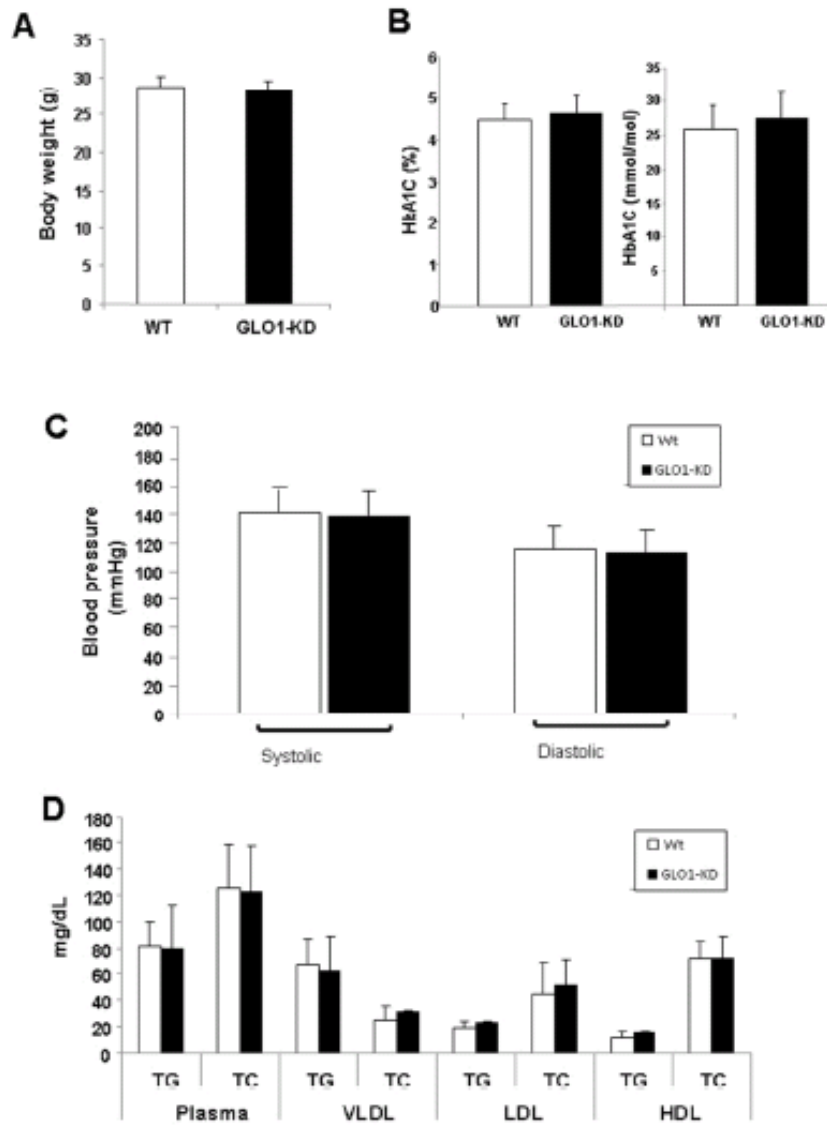 A
Body weight (g)
35
30
25
20
15
10
5
0
WT GLO1-KD
B
HbA1C (%)
6
5
4
3
2
1
0
WT GLO1-KD
HbA1C (mmol/mol)
35
30
25
20
15
10
5
WT GLO1-KD
C
Blood pressure
(mmHg)
200
180
160
140
120
100
80
60
40
20
0
Wt
GLO1-KD
Systolic Diastolic
D
mg/dL
180
160
140
120
100
80
60
40
20
0
Wt
GLO1-KD
TG TC TG TC TG TC TG TC
Plasma VLDL LDL HDL